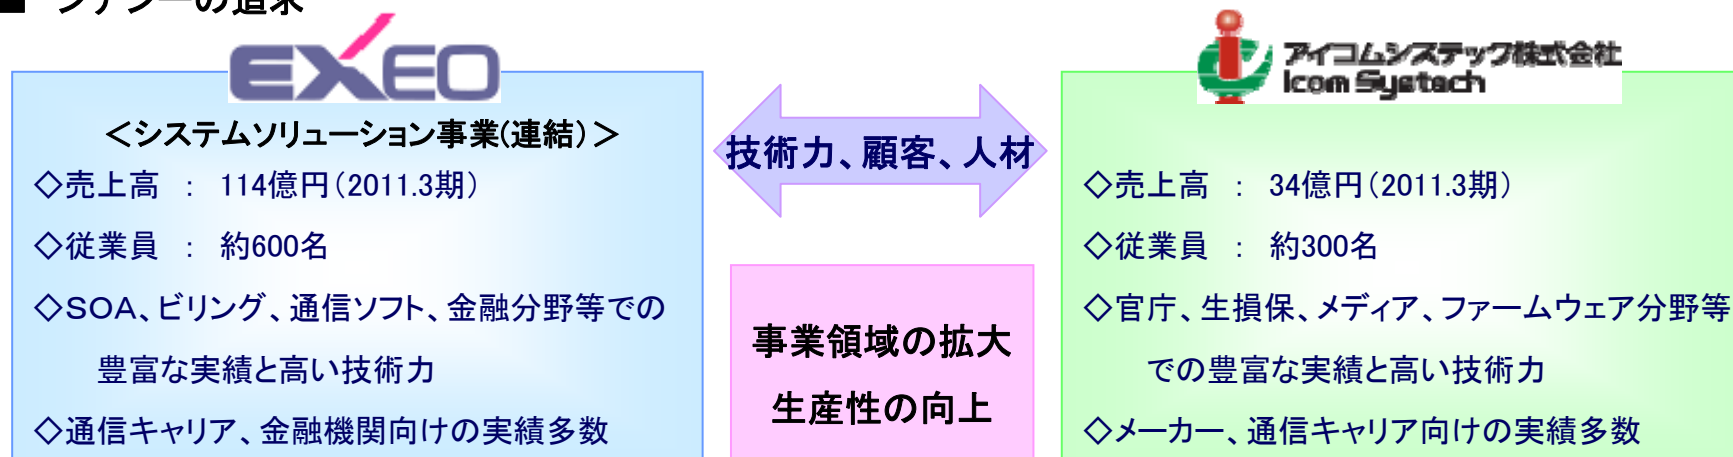 ■ シナジーの追求
EXEO
＜システムソリューション事業(連結)＞
◇売上高 ： 114億円(2011.3期)
◇従業員 ： 約600名
◇SOA、ビリング、通信ソフト、金融分野等での
豊富な実績と高い技術力
◇通信キャリア、金融機関向けの実績多数
技術力、顧客、人材
事業領域の拡大
生産性の向上
アイコムシステック株式会社
Icom Systech
◇売上高 ： 34億円(2011.3期)
◇従業員 ： 約300名
◇官庁、生損保、メディア、ファームウェア分野等
での豊富な実績と高い技術力
◇メーカー、通信キャリア向けの実績多数